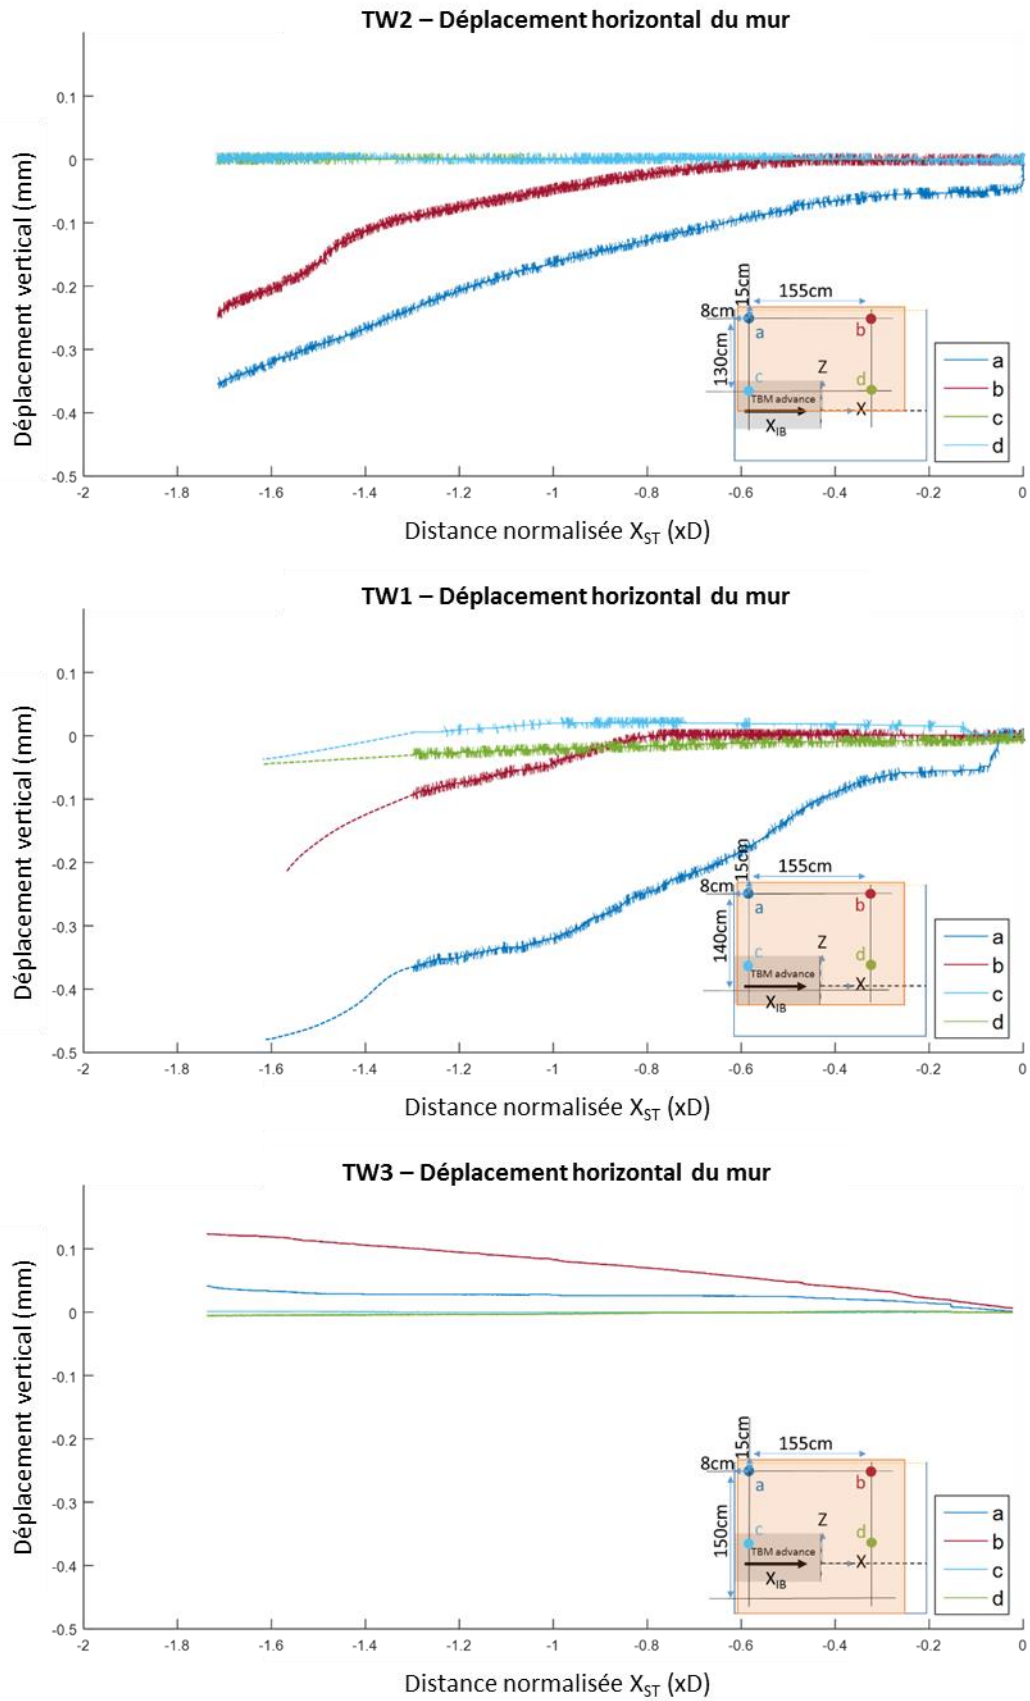 TW2 – Déplacement horizontal du mur
Déplacement vertical (mm)
0.1
0
-0.1
-0.2
-0.3
-0.4
-0.5
-2
-1.8
-1.6
-1.4
-1.2
-1
-0.8
-0.6
-0.4
-0.2
0
Distance normalisée X_ST (xD)
15cm
155cm
8cm
a
b
130cm
Z
c
d
TBM advance
X
X_IB
a
b
c
d
TW1 – Déplacement horizontal du mur
Déplacement vertical (mm)
0.1
0
-0.1
-0.2
-0.3
-0.4
-0.5
-2
-1.8
-1.6
-1.4
-1.2
-1
-0.8
-0.6
-0.4
-0.2
0
Distance normalisée X_ST (xD)
15cm
155cm
8cm
a
b
140cm
Z
c
d
TBM advance
X
X_IB
a
b
c
d
TW3 – Déplacement horizontal du mur
Déplacement vertical (mm)
0.1
0
-0.1
-0.2
-0.3
-0.4
-0.5
-2
-1.8
-1.6
-1.4
-1.2
-1
-0.8
-0.6
-0.4
-0.2
0
Distance normalisée X_ST (xD)
15cm
155cm
8cm
a
b
150cm
Z
c
d
TBM advance
X
X_IB
a
b
c
d